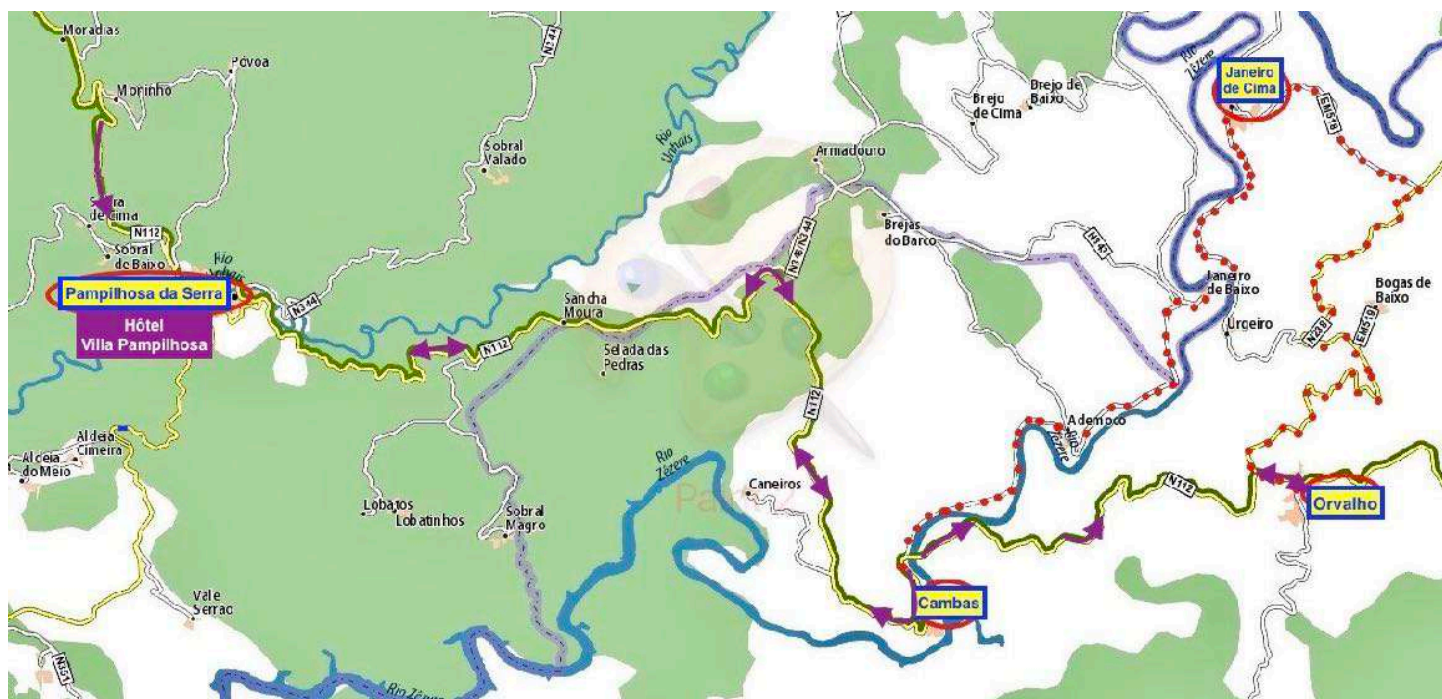 Moradias
Póvoa
Moninho
N344
Rio
Zêzere
Janeiro
de Cima
EM518
Brejo
de Cima
Brejo de
Baixo
Rio
Unhais
Sobral
Valado
Armadouro
de Cima
N112
Sobral
de Baixo
Rio
Unhais
Brejas
do Barco
N343
Janeiro
de Baixo
Bogas de
Baixo
Pampilhosa da Serra
Hôtel
Villa Pampilhosa
N344
Sancha
Moura
N112
Selada das
Pedras
Urgeiro
N238
EM519
N112
Aldeia
Cimeira
Aldeia
do Meio
Ademoço
Rio
Zêzere
Rio
Zêzere
Caneiros
N112
Orvalho
Lobatos
Lobatinhos
Sobral
Magro
Vale
Serrão
Cambas
N351
Rio Zêzere